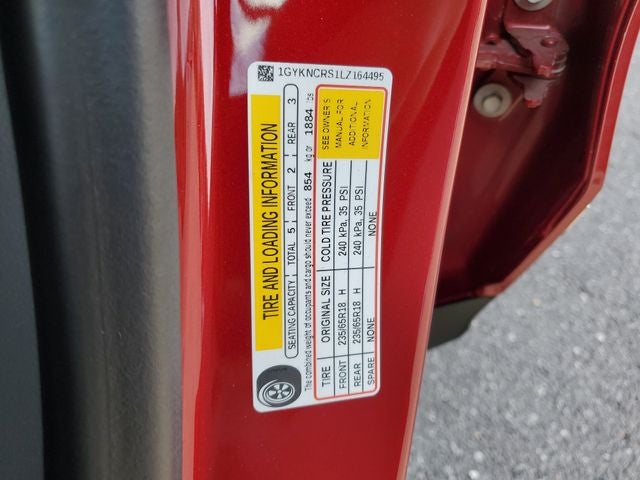 1GYKNCRS1LZ164495
TIRE AND LOADING INFORMATION
SEATING CAPACITY TOTAL 5 FRONT 2 REAR 3
The combined weight of occupants and cargo should never exceed 854 kg or 1884 lbs
TIRE ORIGINAL SIZE COLD TIRE PRESSURE
FRONT 235/65R18 H 240 kPa, 35 PSI
REAR 235/65R18 H 240 kPa, 35 PSI
SPARE NONE NONE
SEE OWNER'S
MANUAL FOR
ADDITIONAL
INFORMATION